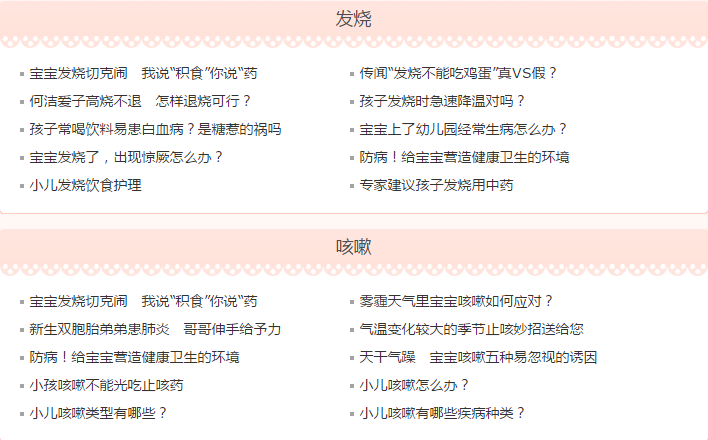 发烧
宝宝发烧切克闹　我说“积食”你说“药
传闻“发烧不能吃鸡蛋”真VS假？
何洁爱子高烧不退　怎样退烧可行？
孩子发烧时急速降温对吗？
孩子常喝饮料易患白血病？是糖惹的祸吗
宝宝上了幼儿园经常生病怎么办？
宝宝发烧了，出现惊厥怎么办？
防病！给宝宝营造健康卫生的环境
小儿发烧饮食护理
专家建议孩子发烧用中药
咳嗽
宝宝发烧切克闹　我说“积食”你说“药
雾霾天气里宝宝咳嗽如何应对？
新生双胞胎弟弟患肺炎　哥哥伸手给予力
气温变化较大的季节止咳妙招送给您
防病！给宝宝营造健康卫生的环境
天干气躁　宝宝咳嗽五种易忽视的诱因
小孩咳嗽不能光吃止咳药
小儿咳嗽怎么办？
小儿咳嗽类型有哪些？
小儿咳嗽有哪些疾病种类？